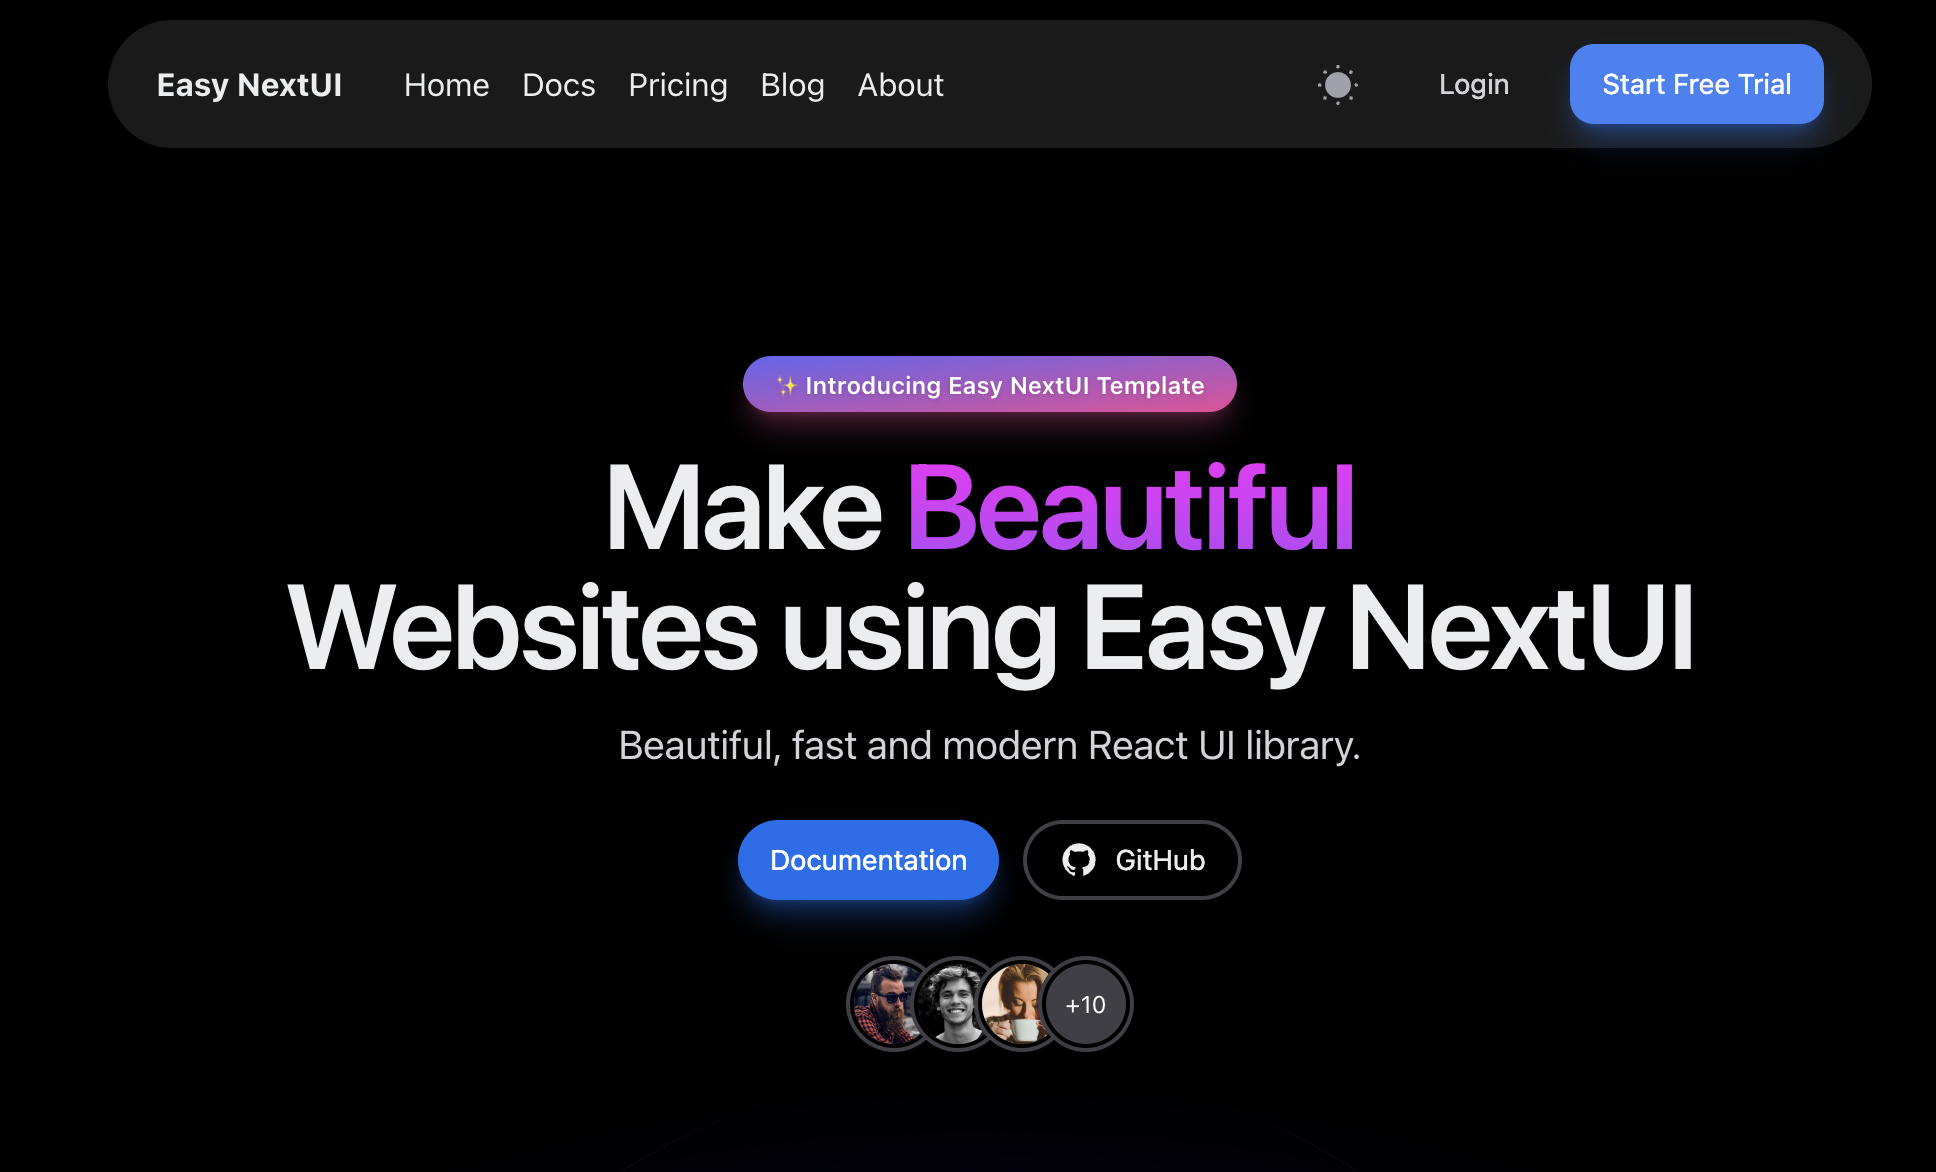 Easy NextUI Home Docs Pricing Blog About Login Start Free Trial
✨ Introducing Easy NextUI Template
Make Beautiful
Websites using Easy NextUI
Beautiful, fast and modern React UI library.
Documentation GitHub
+10